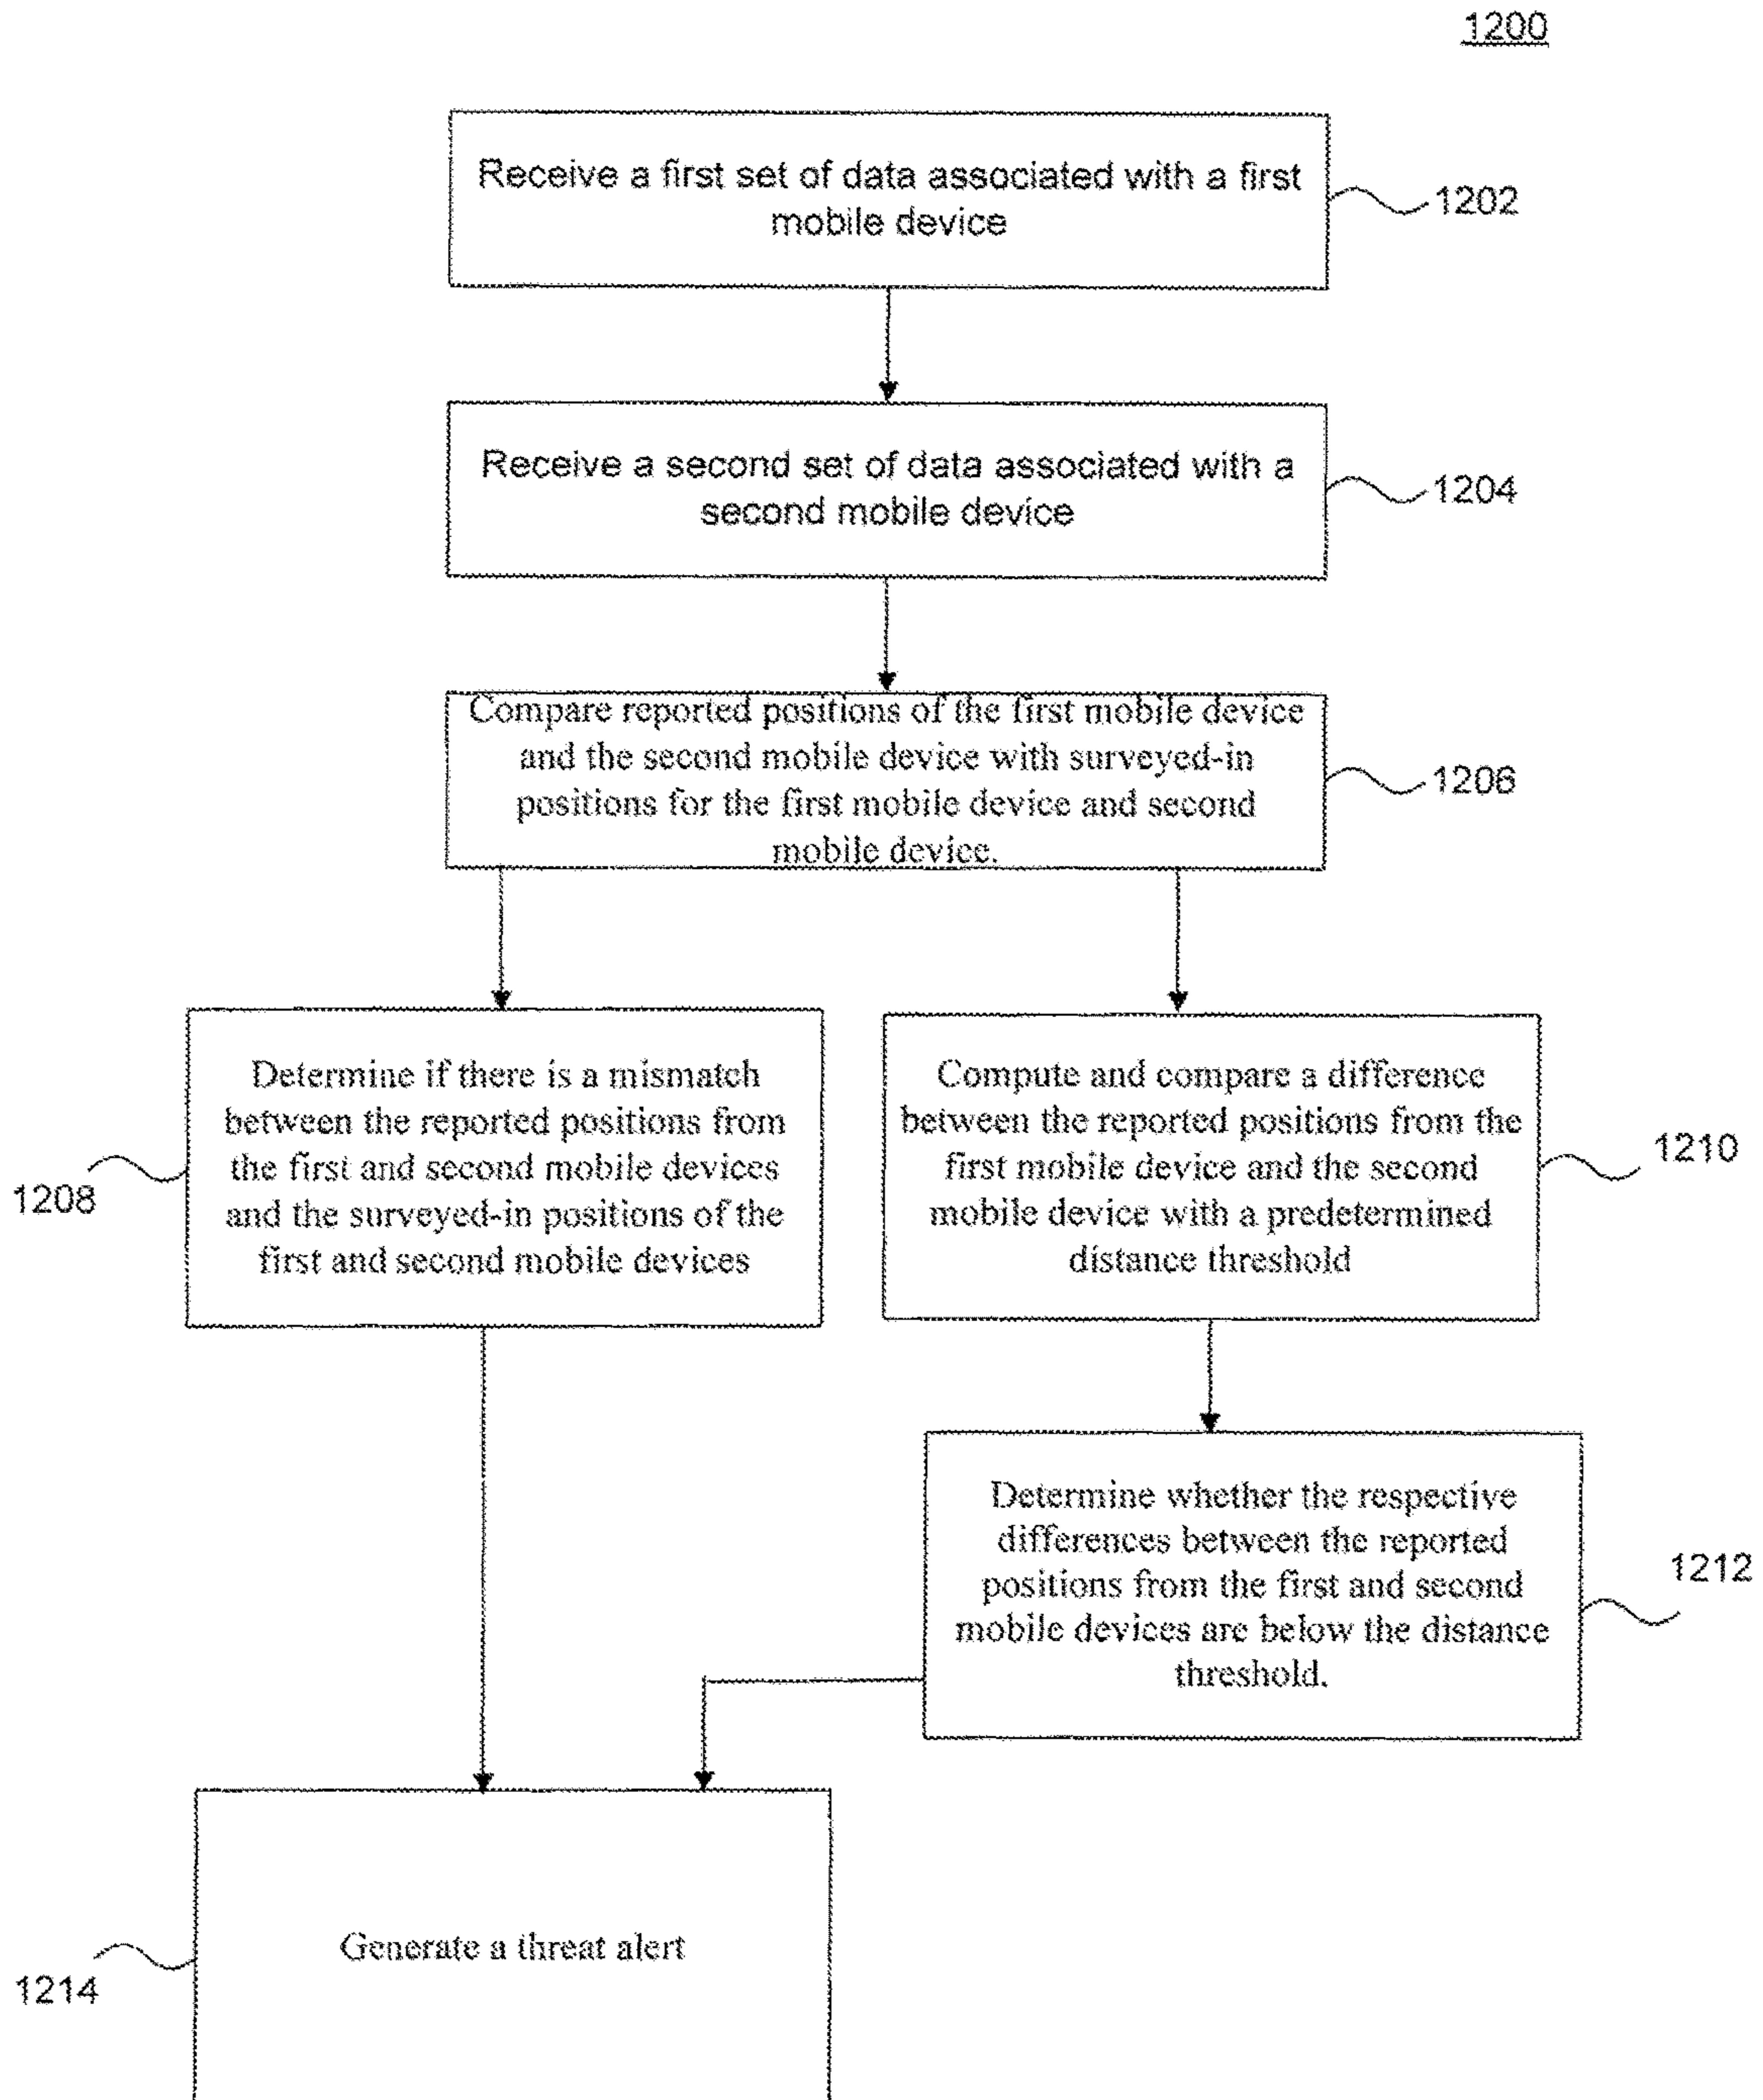 1200
Receive a first set of data associated with a first
mobile device
1202
Receive a second set of data associated with a
second mobile device
1204
Compare reported positions of the first mobile device
and the second mobile device with surveyed-in
positions for the first mobile device and second
mobile device.
1206
Determine if there is a mismatch
between the reported positions from
the first and second mobile devices
and the surveyed-in positions of the
first and second mobile devices
1208
Compute and compare a difference
between the reported positions from the
first mobile device and the second
mobile device with a predetermined
distance threshold
1210
Determine whether the respective
differences between the reported
positions from the first and second
mobile devices are below the distance
threshold.
1212
Generate a threat alert
1214